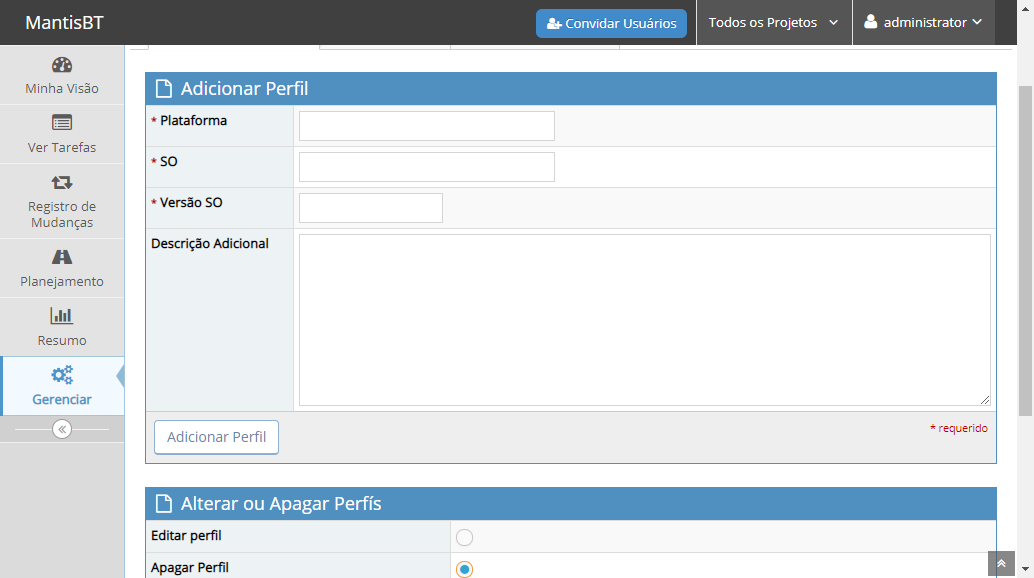 MantisBT
Convidar Usuários
Todos os Projetos
administrator
Minha Visão
Ver Tarefas
Registro de
Mudanças
Planejamento
Resumo
Gerenciar
Adicionar Perfil
* Plataforma
* SO
* Versão SO
Descrição Adicional
Adicionar Perfil
* requerido
Alterar ou Apagar Perfís
Editar perfil
Apagar Perfil